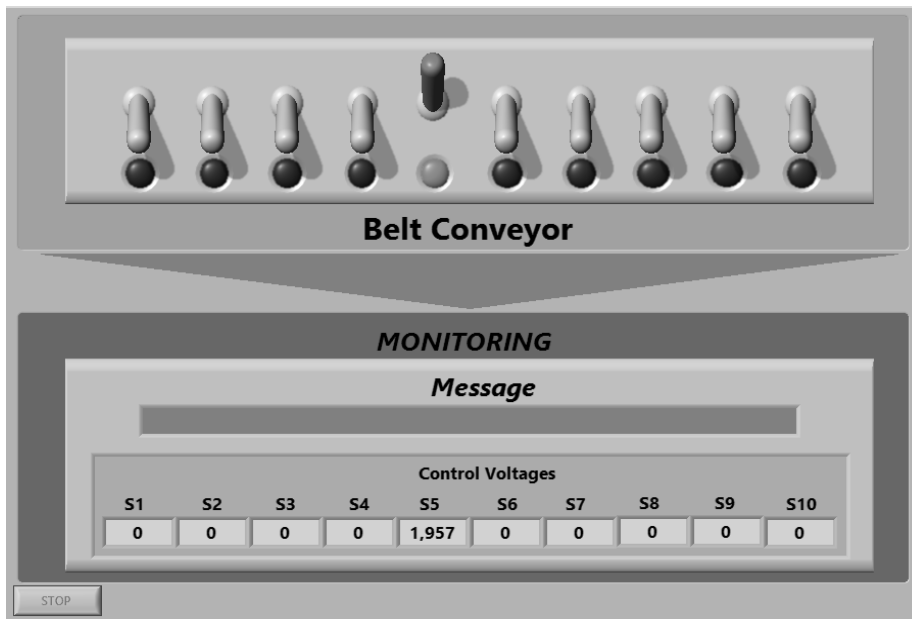 Belt Conveyor
MONITORING
Message
Control Voltages
S1 S2 S3 S4 S5 S6 S7 S8 S9 S10
0 0 0 0 1,957 0 0 0 0 0
STOP